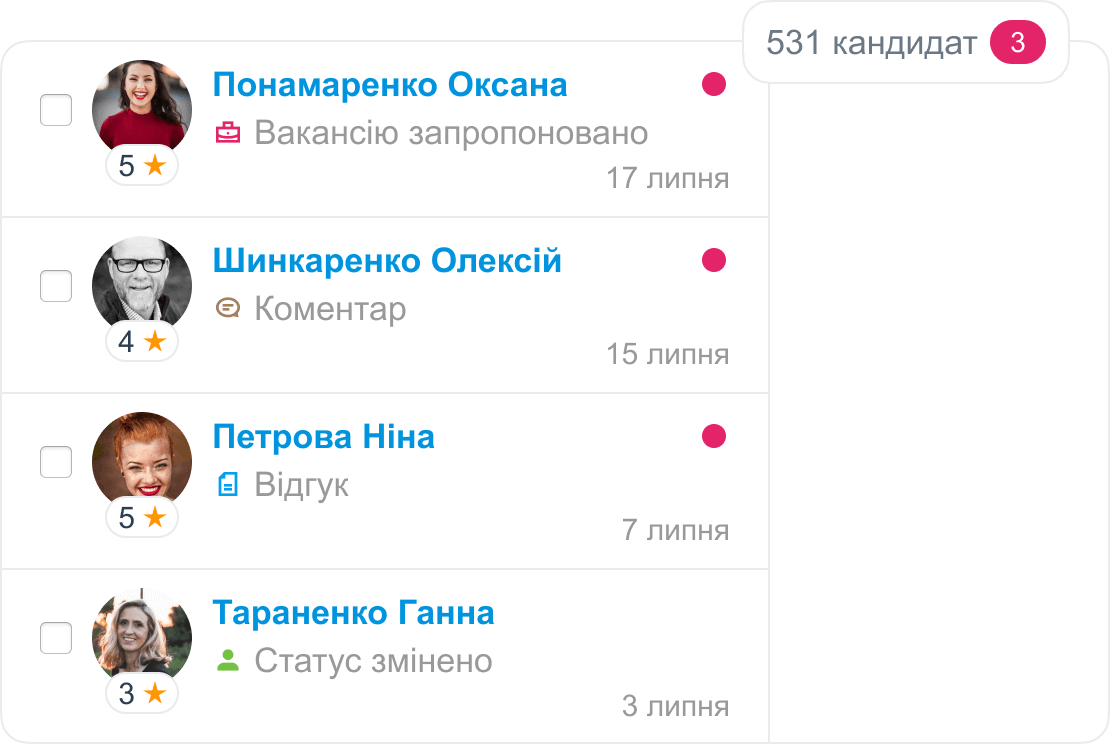 531 кандидат 3
Понамаренко Оксана
Вакансію запропоновано
5
17 липня
Шинкаренко Олексій
Коментар
4
15 липня
Петрова Ніна
Відгук
5
7 липня
Тараненко Ганна
Статус змінено
3
3 липня